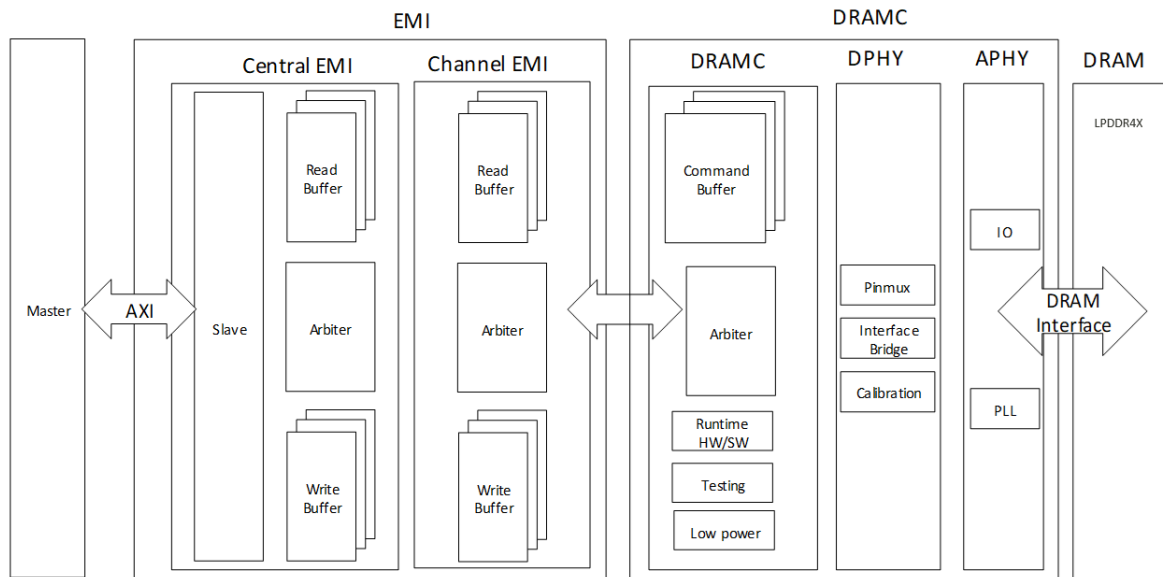 EMI
DRAMC
Central EMI
Channel EMI
DRAMC
DPHY
APHY
DRAM
LPDDR4X
Read
Buffer
Read
Buffer
Command
Buffer
IO
Master
AXI
Slave
Arbiter
Arbiter
Arbiter
Pinmux
Interface
Bridge
Calibration
DRAM
Interface
PLL
Runtime
HW/SW
Testing
Low power
Write
Buffer
Write
Buffer